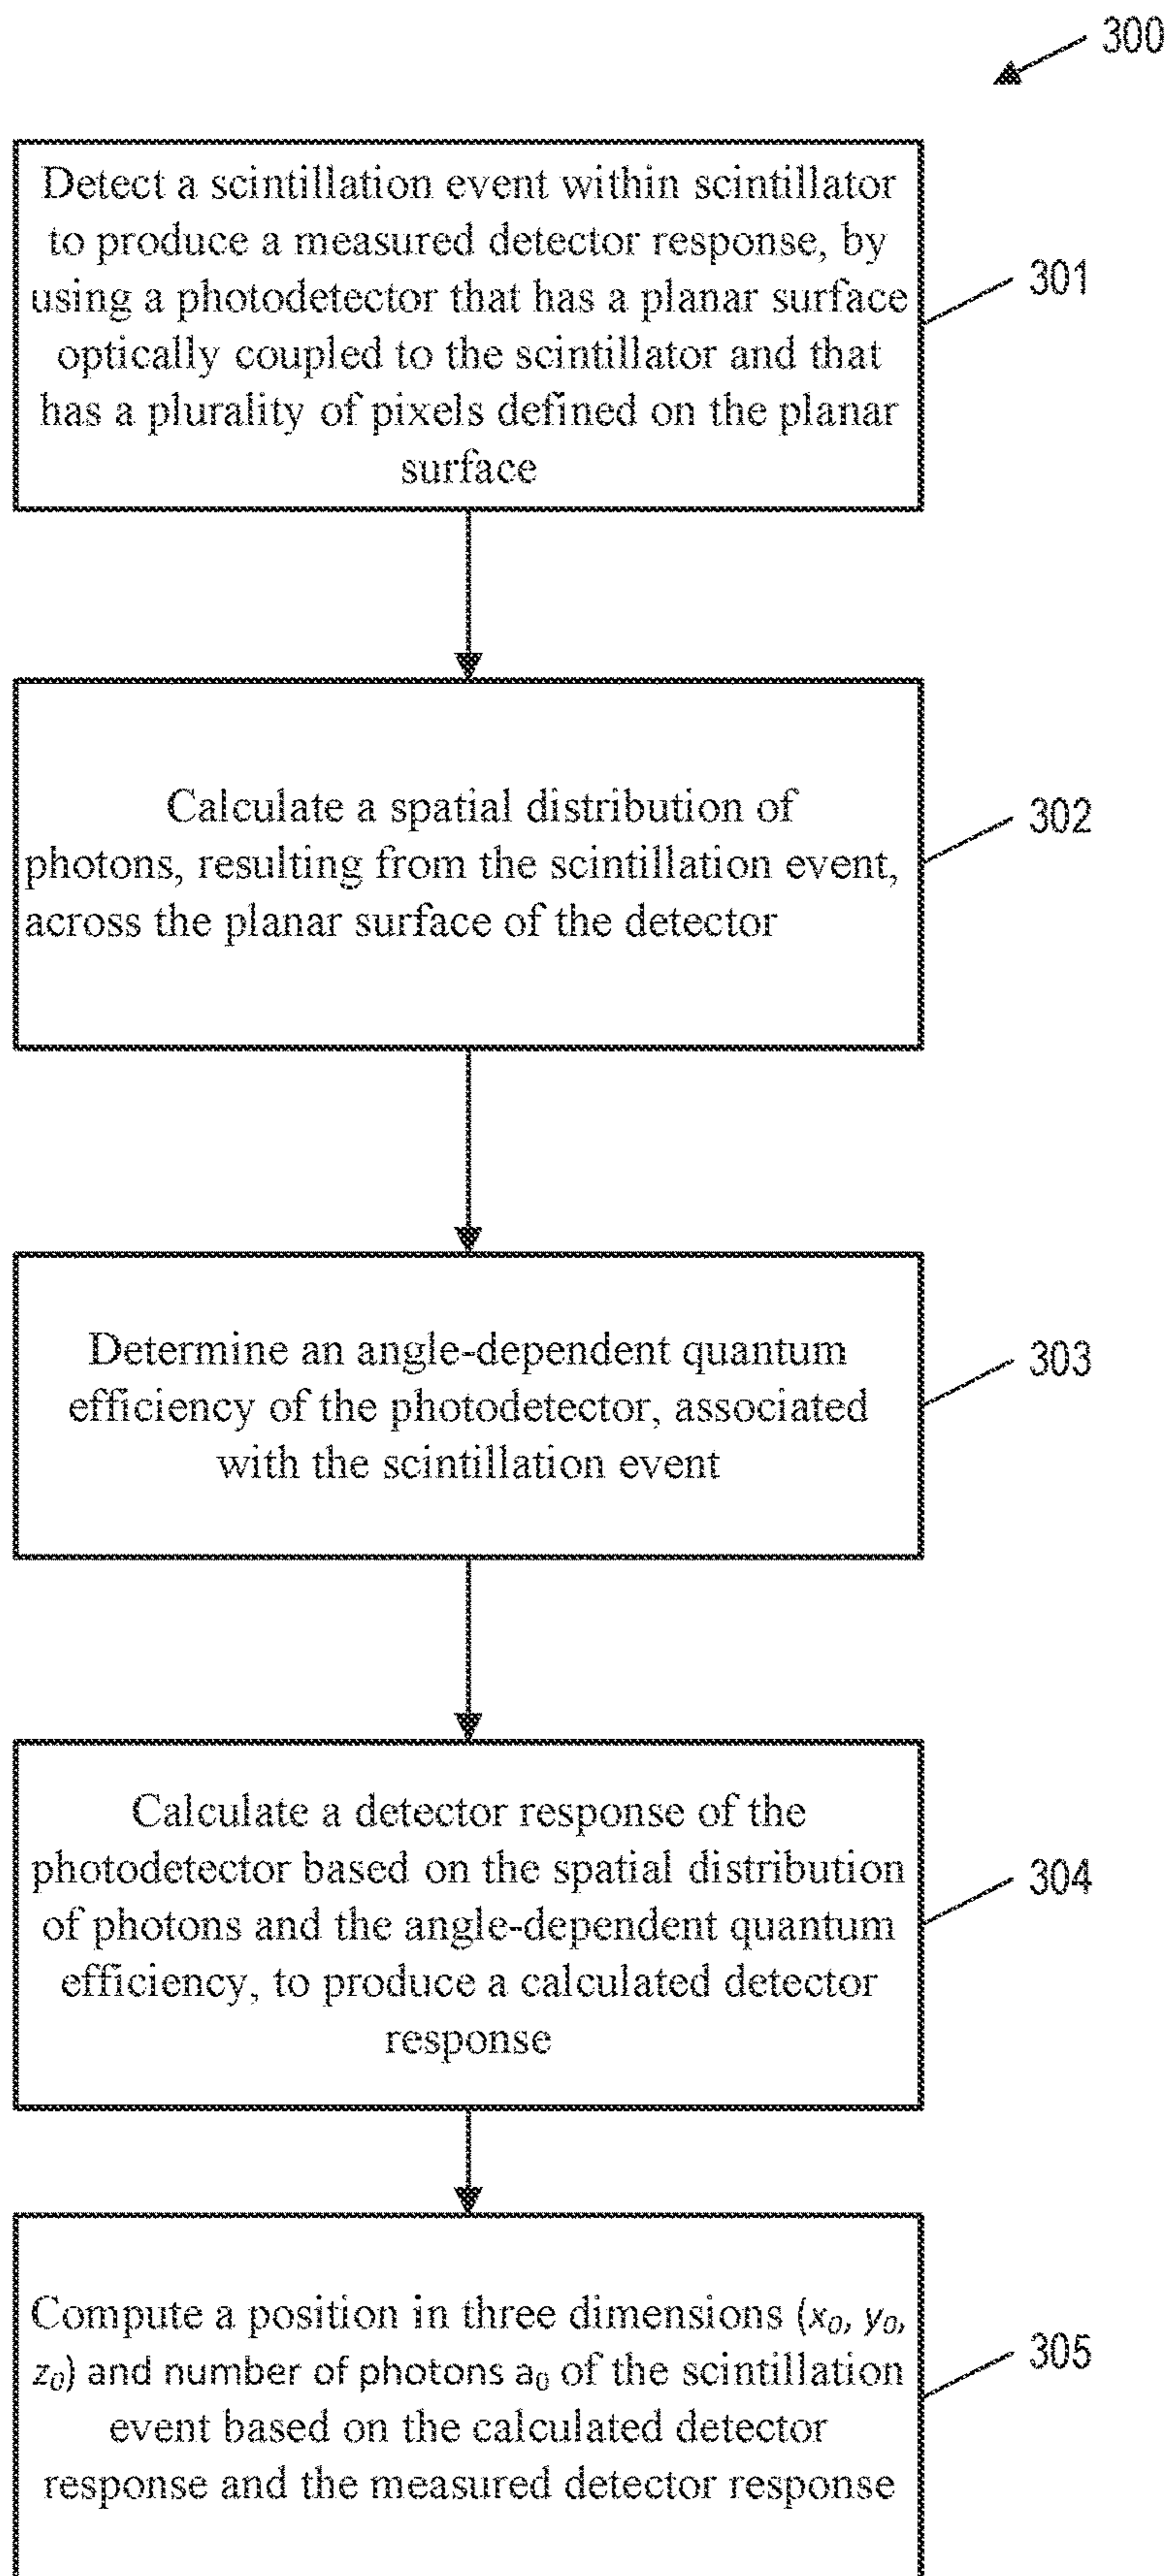 300
Detect a scintillation event within scintillator
to produce a measured detector response, by
using a photodetector that has a planar surface
optically coupled to the scintillator and that
has a plurality of pixels defined on the planar
surface
301
Calculate a spatial distribution of
photons, resulting from the scintillation event,
across the planar surface of the detector
302
Determine an angle-dependent quantum
efficiency of the photodetector, associated
with the scintillation event
303
Calculate a detector response of the
photodetector based on the spatial distribution
of photons and the angle-dependent quantum
efficiency, to produce a calculated detector
response
304
Compute a position in three dimensions (x₀, y₀,
z₀) and number of photons a₀ of the scintillation
event based on the calculated detector
response and the measured detector response
305